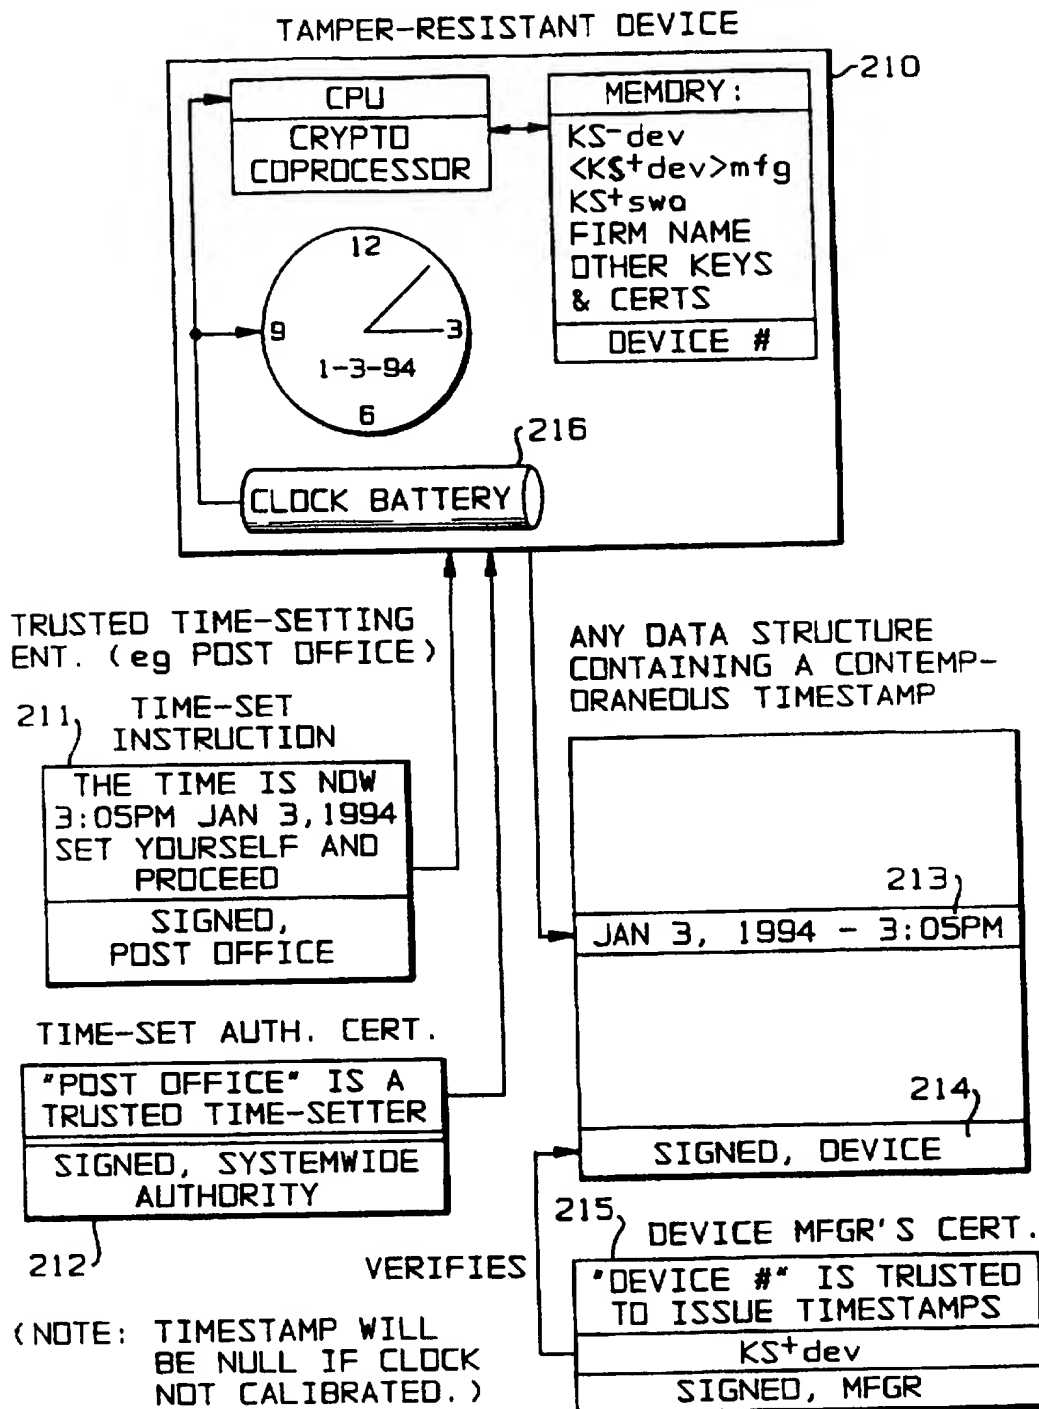 TAMPER-RESISTANT DEVICE
210
CPU
CRYPTO
COPROCESSOR
MEMORY:
KS-dev
<KS+dev>mfg
KS+swa
FIRM NAME
OTHER KEYS
& CERTS
DEVICE #
12
9
3
1-3-94
6
216
CLOCK BATTERY
TRUSTED TIME-SETTING
ENT. (eg POST OFFICE)
211
TIME-SET
INSTRUCTION
THE TIME IS NOW
3:05PM JAN 3,1994
SET YOURSELF AND
PROCEED
SIGNED,
POST OFFICE
TIME-SET AUTH. CERT.
"POST OFFICE" IS A
TRUSTED TIME-SETTER
SIGNED, SYSTEMWIDE
AUTHORITY
212
ANY DATA STRUCTURE
CONTAINING A CONTEMP-
ORANEOUS TIMESTAMP
213
JAN 3, 1994 - 3:05PM
214
SIGNED, DEVICE
215
DEVICE MFGR'S CERT.
VERIFIES
"DEVICE #" IS TRUSTED
TO ISSUE TIMESTAMPS
KS+dev
SIGNED, MFGR
(NOTE: TIMESTAMP WILL
BE NULL IF CLOCK
NOT CALIBRATED.)